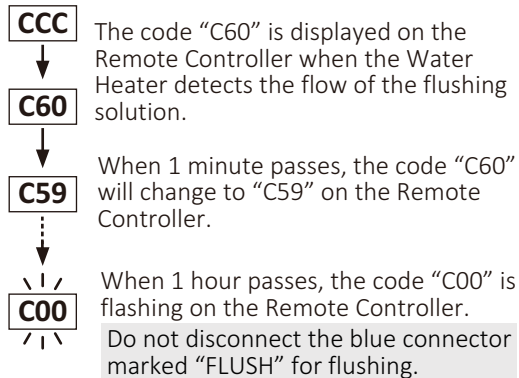 CCC
The code “C60” is displayed on the
Remote Controller when the Water
Heater detects the flow of the flushing
solution.
C60
When 1 minute passes, the code “C60”
will change to “C59” on the Remote
Controller.
C59
When 1 hour passes, the code “C00” is
flashing on the Remote Controller.
C00
Do not disconnect the blue connector
marked “FLUSH” for flushing.